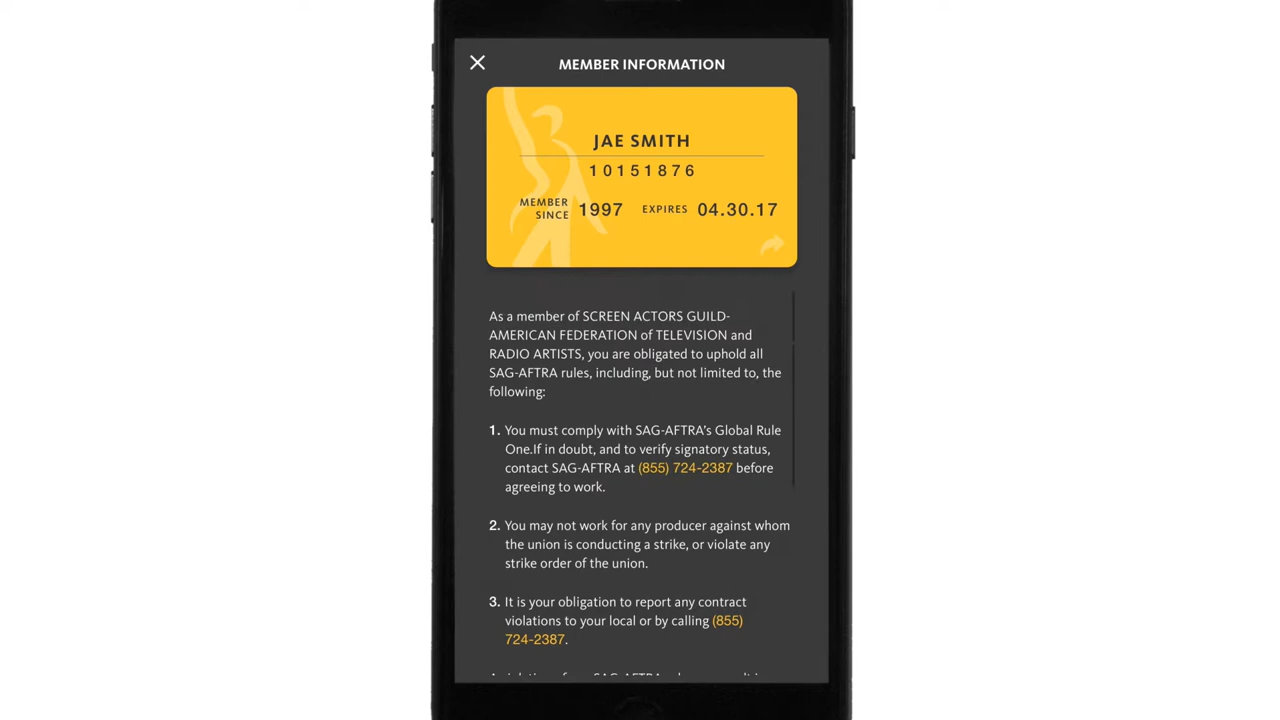 MEMBER INFORMATION
JAE SMITH
10151876
MEMBER SINCE 1997 EXPIRES 04.30.17
As a member of SCREEN ACTORS GUILD-
AMERICAN FEDERATION of TELEVISION and
RADIO ARTISTS, you are obligated to uphold all
SAG-AFTRA rules, including, but not limited to, the
following:
1. You must comply with SAG-AFTRA's Global Rule
One.If in doubt, and to verify signatory status,
contact SAG-AFTRA at (855) 724-2387 before
agreeing to work.
2. You may not work for any producer against whom
the union is conducting a strike, or violate any
strike order of the union.
3. It is your obligation to report any contract
violations to your local or by calling (855)
724-2387.